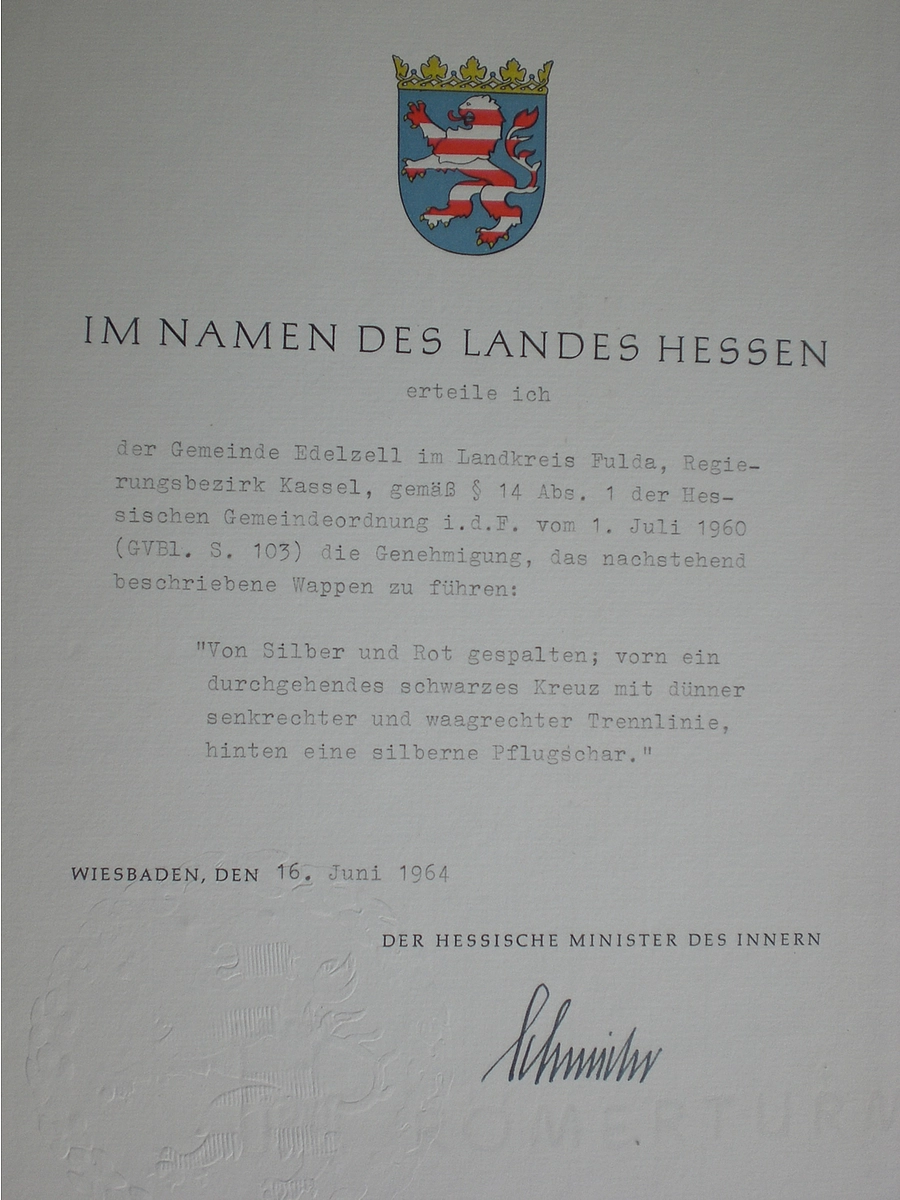 IM NAMEN DES LANDES HESSEN
erteile ich
der Gemeinde Edelzell im Landkreis Fulda, Regie-
rungsbezirk Kassel, gemäß § 14 Abs. 1 der Hes-
sischen Gemeindeordnung i.d.F. vom 1. Juli 1960
(GVBl. S. 103) die Genehmigung, das nachstehend
beschriebene Wappen zu führen:
"Von Silber und Rot gespalten; vorn ein
durchgehendes schwarzes Kreuz mit dünner
senkrechter und waagrechter Trennlinie,
hinten eine silberne Pflugschar."
WIESBADEN, DEN 16. Juni 1964
DER HESSISCHE MINISTER DES INNERN
RÖMERTURM